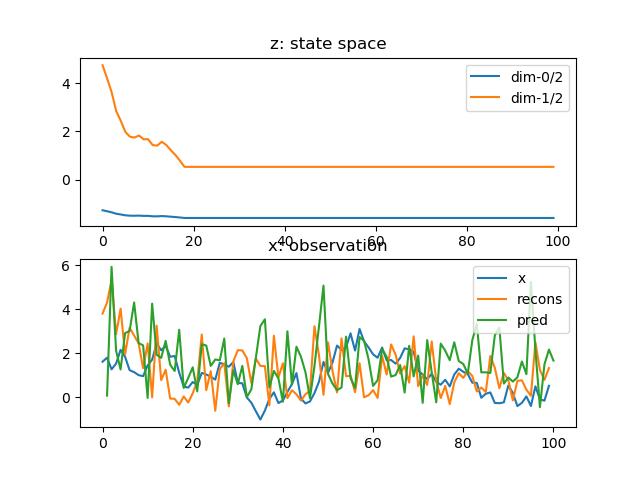 z: state space
dim-0/2
dim-1/2
4
2
0
0 20 40 60 80 100
x: observation
x
recons
pred
6
4
2
0
0 20 40 60 80 100